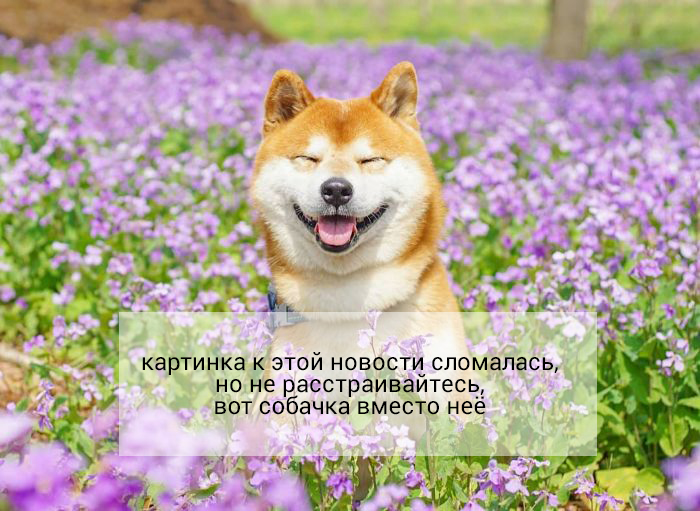 картинка к этой новости сломалась,
но не расстраивайтесь,
вот собачка вместо неё